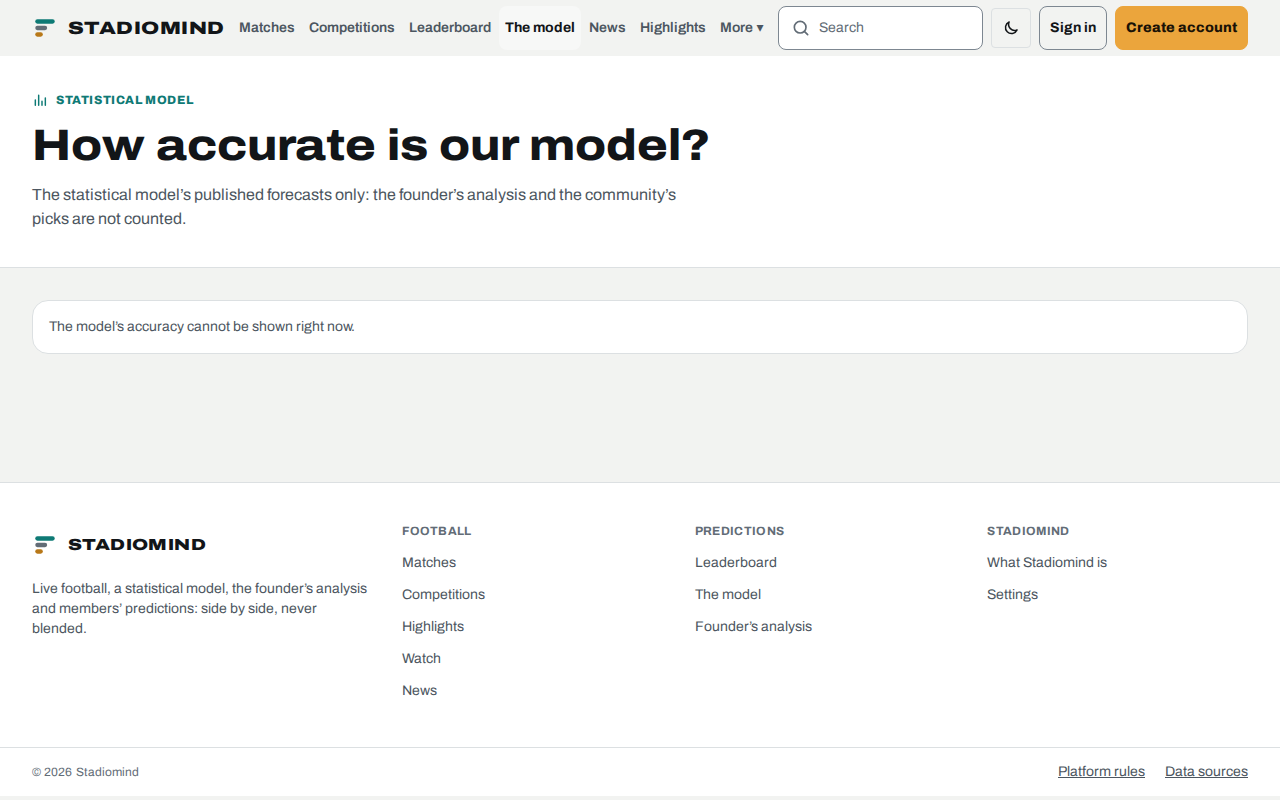 STADIOMIND
Matches
Competitions
Leaderboard
The model
News
Highlights
More ▾
Search
Sign in
Create account
STATISTICAL MODEL
How accurate is our model?
The statistical model’s published forecasts only: the founder’s analysis and the community’s
picks are not counted.
The model’s accuracy cannot be shown right now.
STADIOMIND
Live football, a statistical model, the founder’s analysis
and members’ predictions: side by side, never
blended.
FOOTBALL
Matches
Competitions
Highlights
Watch
News
PREDICTIONS
Leaderboard
The model
Founder’s analysis
STADIOMIND
What Stadiomind is
Settings
© 2026 Stadiomind
Platform rules
Data sources